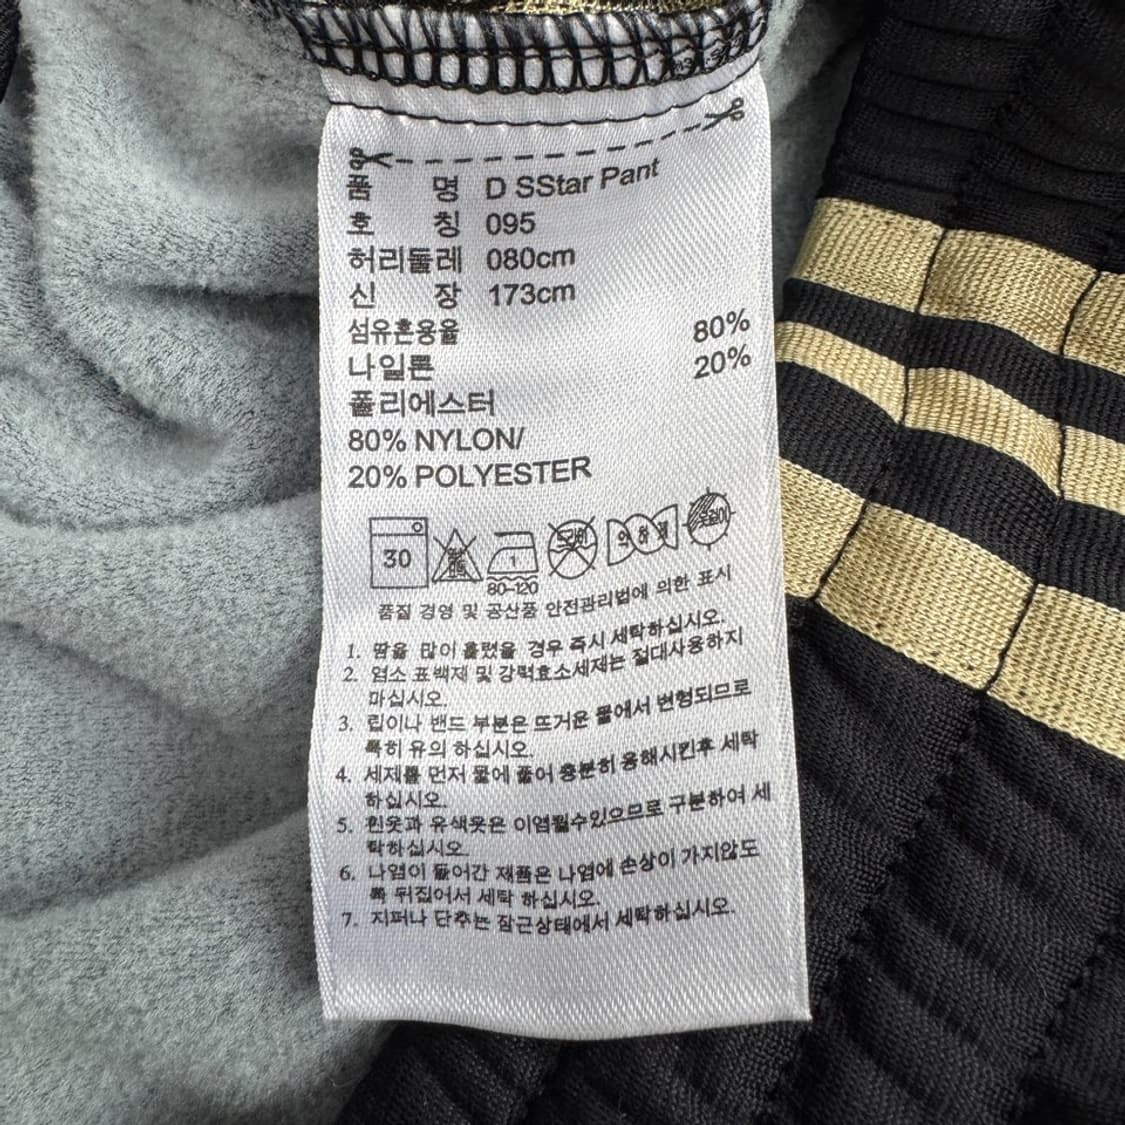 품 명 D SStar Pant
호 칭 095
허리둘레 080cm
신 장 173cm
섬유혼용율 80%
나일론 20%
폴리에스터
80% NYLON/
20% POLYESTER
30
1
80-120
품질 경영 및 공산품 안전관리법에 의한 표시
1. 땀을 많이 흘렸을 경우 즉시 세탁하십시오.
2. 염소 표백제 및 강력효소세제는 절대사용하지
마십시오.
3. 립이나 밴드 부분은 뜨거운 물에서 변형되므로
특히 유의 하십시오.
4. 세제를 먼저 물에 풀어 충분히 용해시킨후 세탁
하십시오.
5. 흰옷과 유색옷은 이염될수있으므로 구분하여 세
탁하십시오.
6. 나염이 들어간 제품은 나염에 손상이 가지않도
록 뒤집어서 세탁 하십시오.
7. 지퍼나 단추는 잠근상태에서 세탁하십시오.